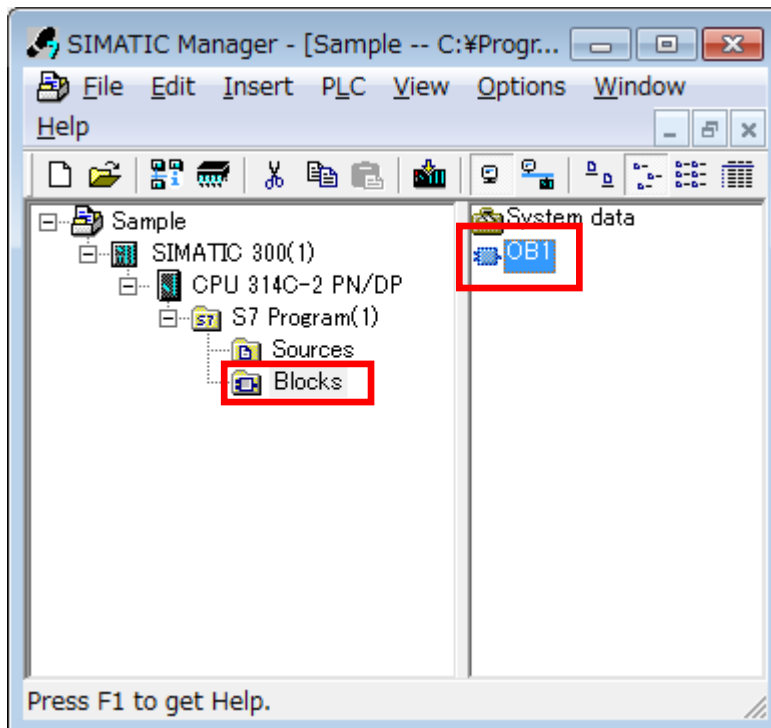 SIMATIC Manager - [Sample -- C:¥Progr...
File Edit Insert PLC View Options Window
Help
Sample
SIMATIC 300(1)
CPU 314C-2 PN/DP
S7 Program(1)
Sources
Blocks
System data
OB1
Press F1 to get Help.